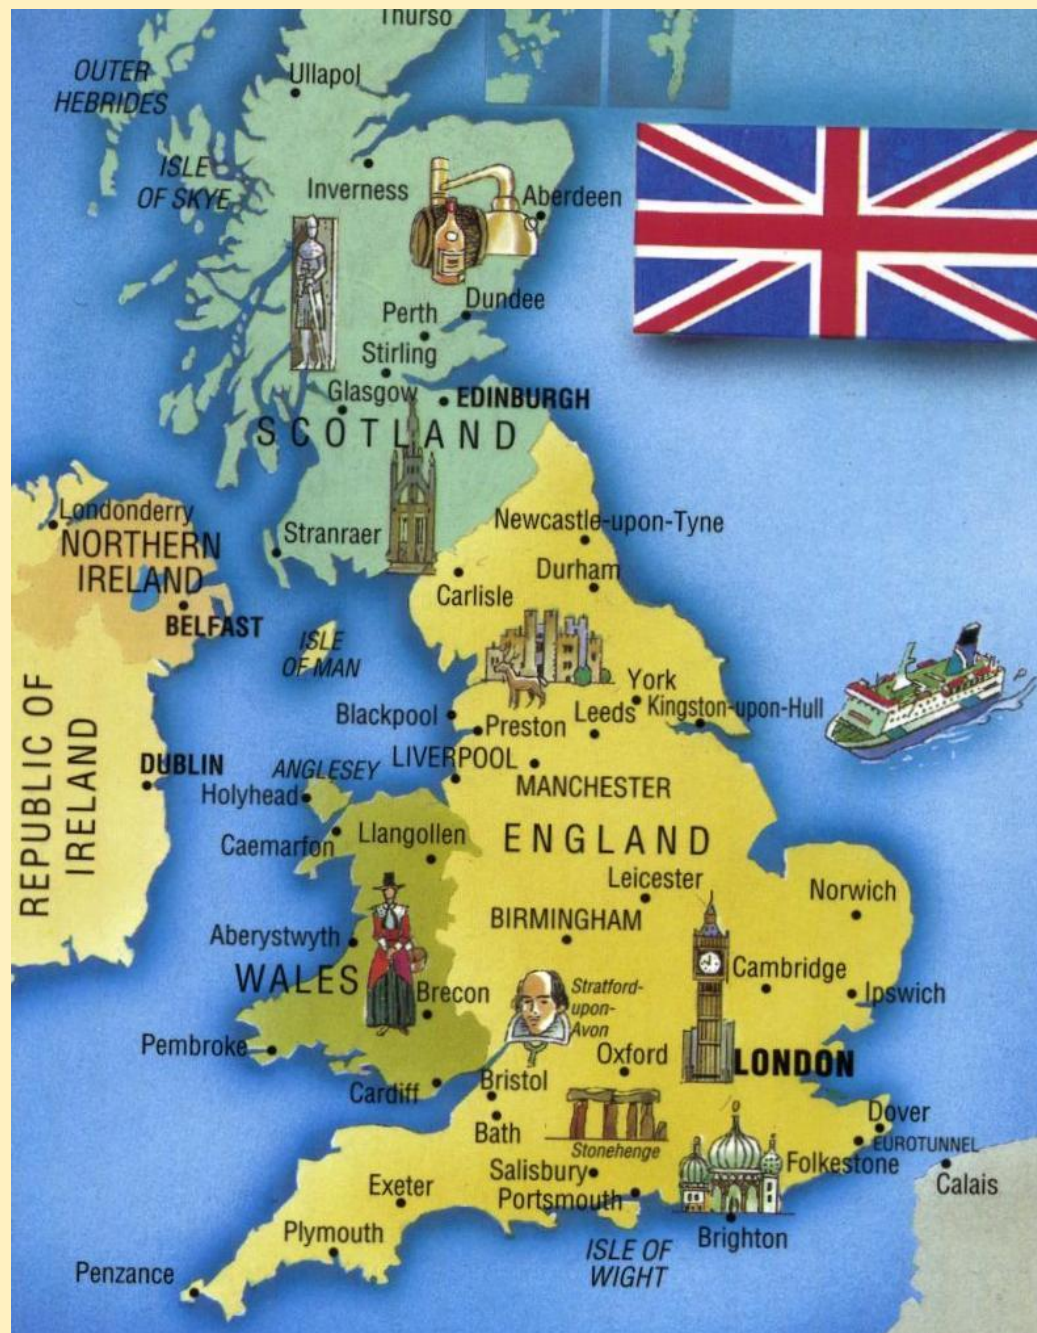 Thurso
OUTER
HEBRIDES
Ullapol
ISLE
OF SKYE
Inverness
Aberdeen
Dundee
Perth
Stirling
Glasgow
EDINBURGH
SCOTLAND
Londonderry
NORTHERN
IRELAND
BELFAST
Stranraer
Newcastle-upon-Tyne
Durham
Carlisle
ISLE
OF MAN
REPUBLIC OF
IRELAND
DUBLIN
York
Blackpool
Preston
Leeds
Kingston-upon-Hull
LIVERPOOL
MANCHESTER
ANGLESEY
Holyhead
Caemarfon
Llangollen
ENGLAND
Leicester
Norwich
BIRMINGHAM
Aberystwyth
WALES
Brecon
Stratford-
upon-
Avon
Cambridge
Ipswich
Pembroke
Oxford
LONDON
Cardiff
Bristol
Bath
Stonehenge
Dover
EUROTUNNEL
Folkestone
Calais
Salisbury
Portsmouth
Exeter
Brighton
Plymouth
ISLE OF
WIGHT
Penzance